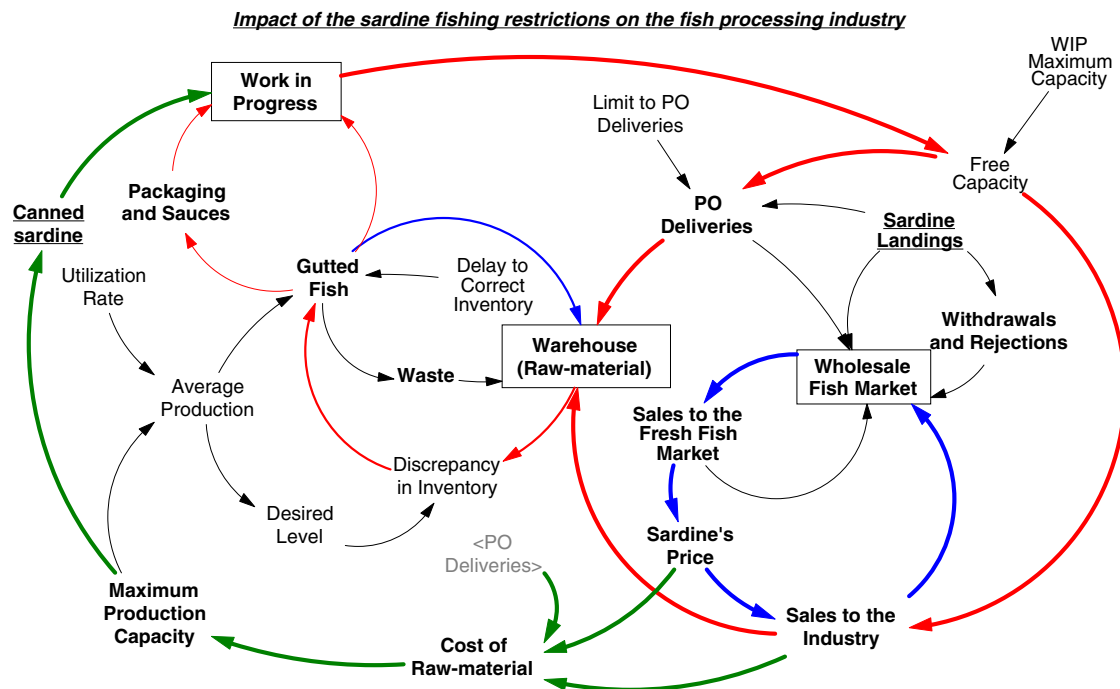 Impact of the sardine fishing restrictions on the fish processing industry
WIP
Maximum
Capacity
Work in
Progress
Limit to PO
Deliveries
Free
Capacity
Packaging
and Sauces
Canned
sardine
PO
Deliveries
Sardine
Landings
Utilization
Rate
Gutted
Fish
Delay to
Correct
Inventory
Withdrawals
and Rejections
Warehouse
(Raw-material)
Wholesale
Fish Market
Waste
Average
Production
Sales to the
Fresh Fish
Market
Discrepancy
in Inventory
Desired
Level
Sardine's
Price
<PO
Deliveries>
Maximum
Production
Capacity
Cost of
Raw-material
Sales to the
Industry